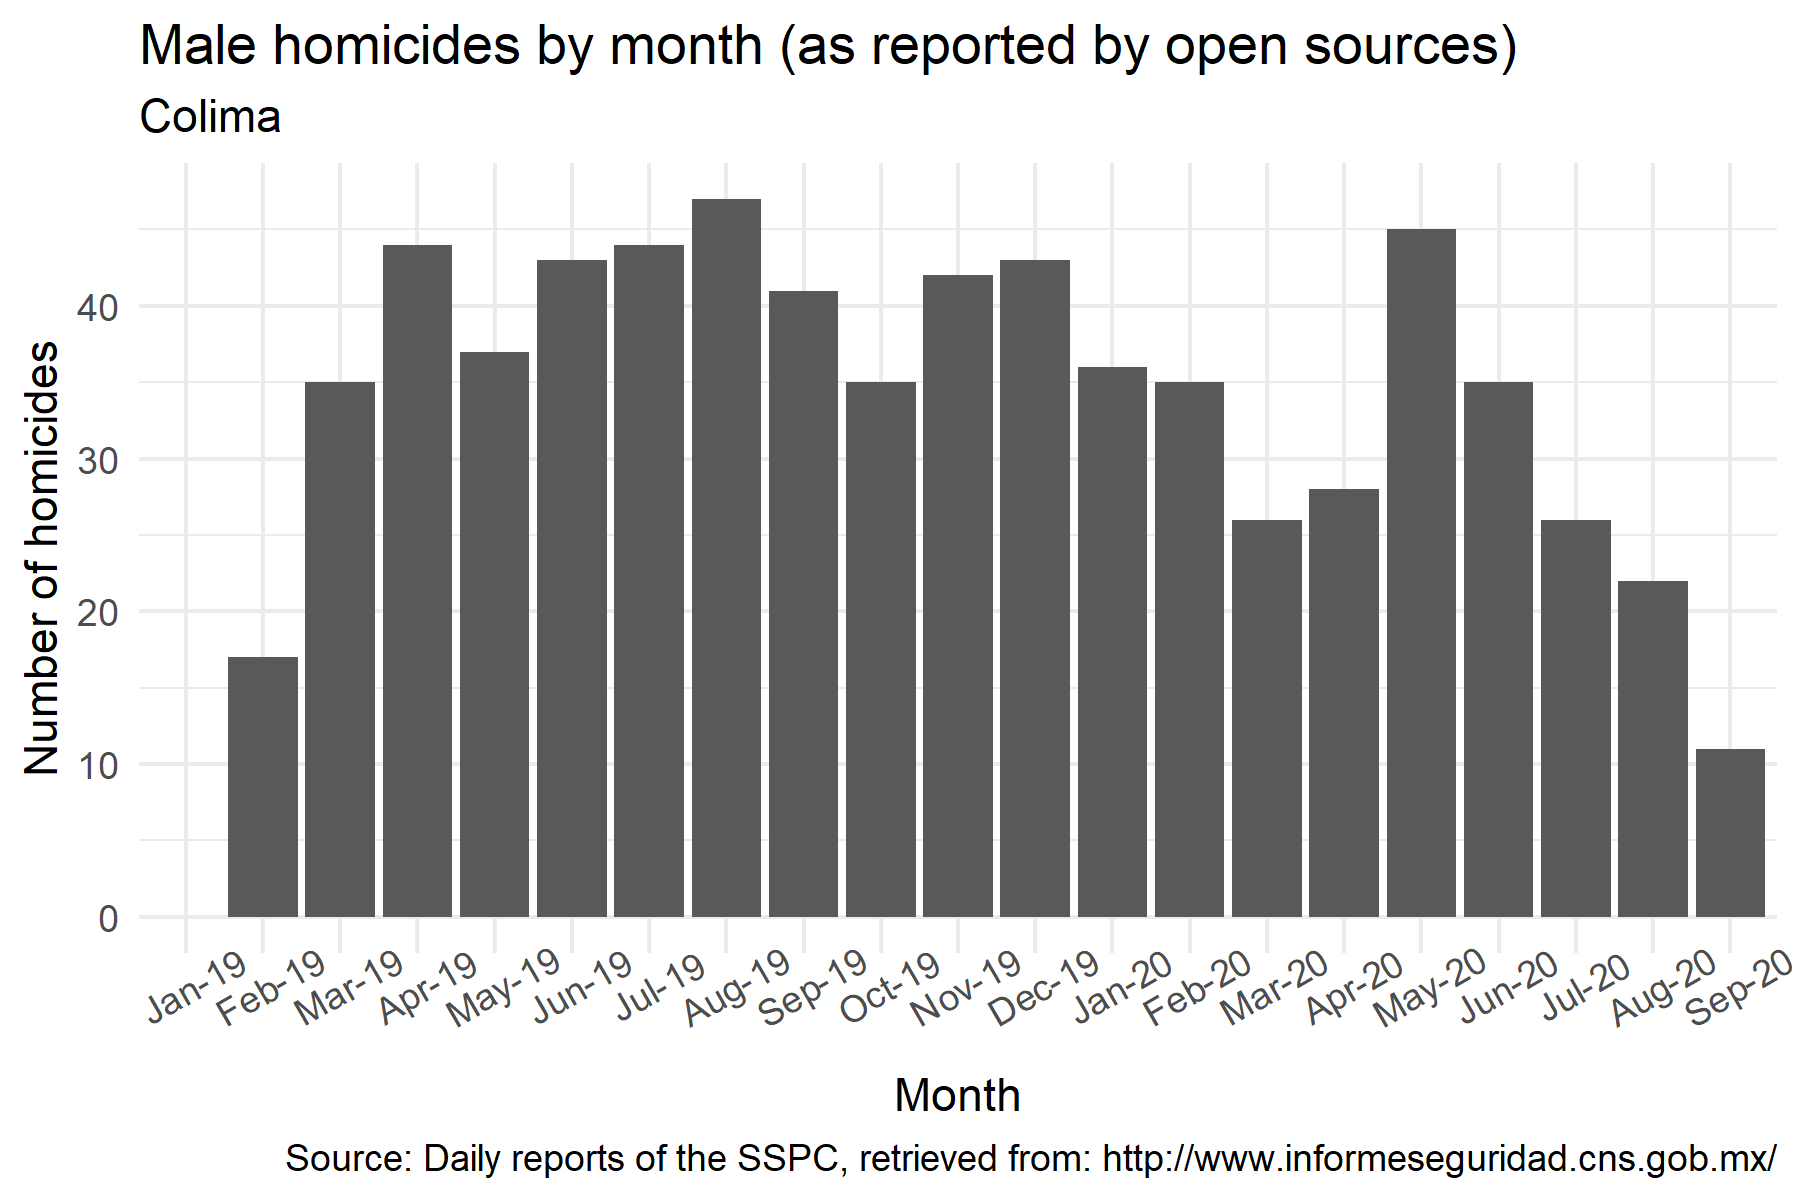 Male homicides by month (as reported by open sources)
Colima
Number of homicides
40
30
20
10
0
Jan-19
Feb-19
Mar-19
Apr-19
May-19
Jun-19
Jul-19
Aug-19
Sep-19
Oct-19
Nov-19
Dec-19
Jan-20
Feb-20
Mar-20
Apr-20
May-20
Jun-20
Jul-20
Aug-20
Sep-20
Month
Source: Daily reports of the SSPC, retrieved from: http://www.informeseguridad.cns.gob.mx/